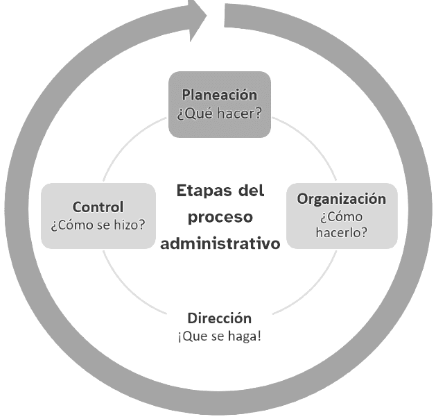 Planeación
¿Qué hacer?
Etapas del
proceso
administrativo
Organización
¿Cómo
hacerlo?
Dirección
¡Que se haga!
Control
¿Cómo se hizo?